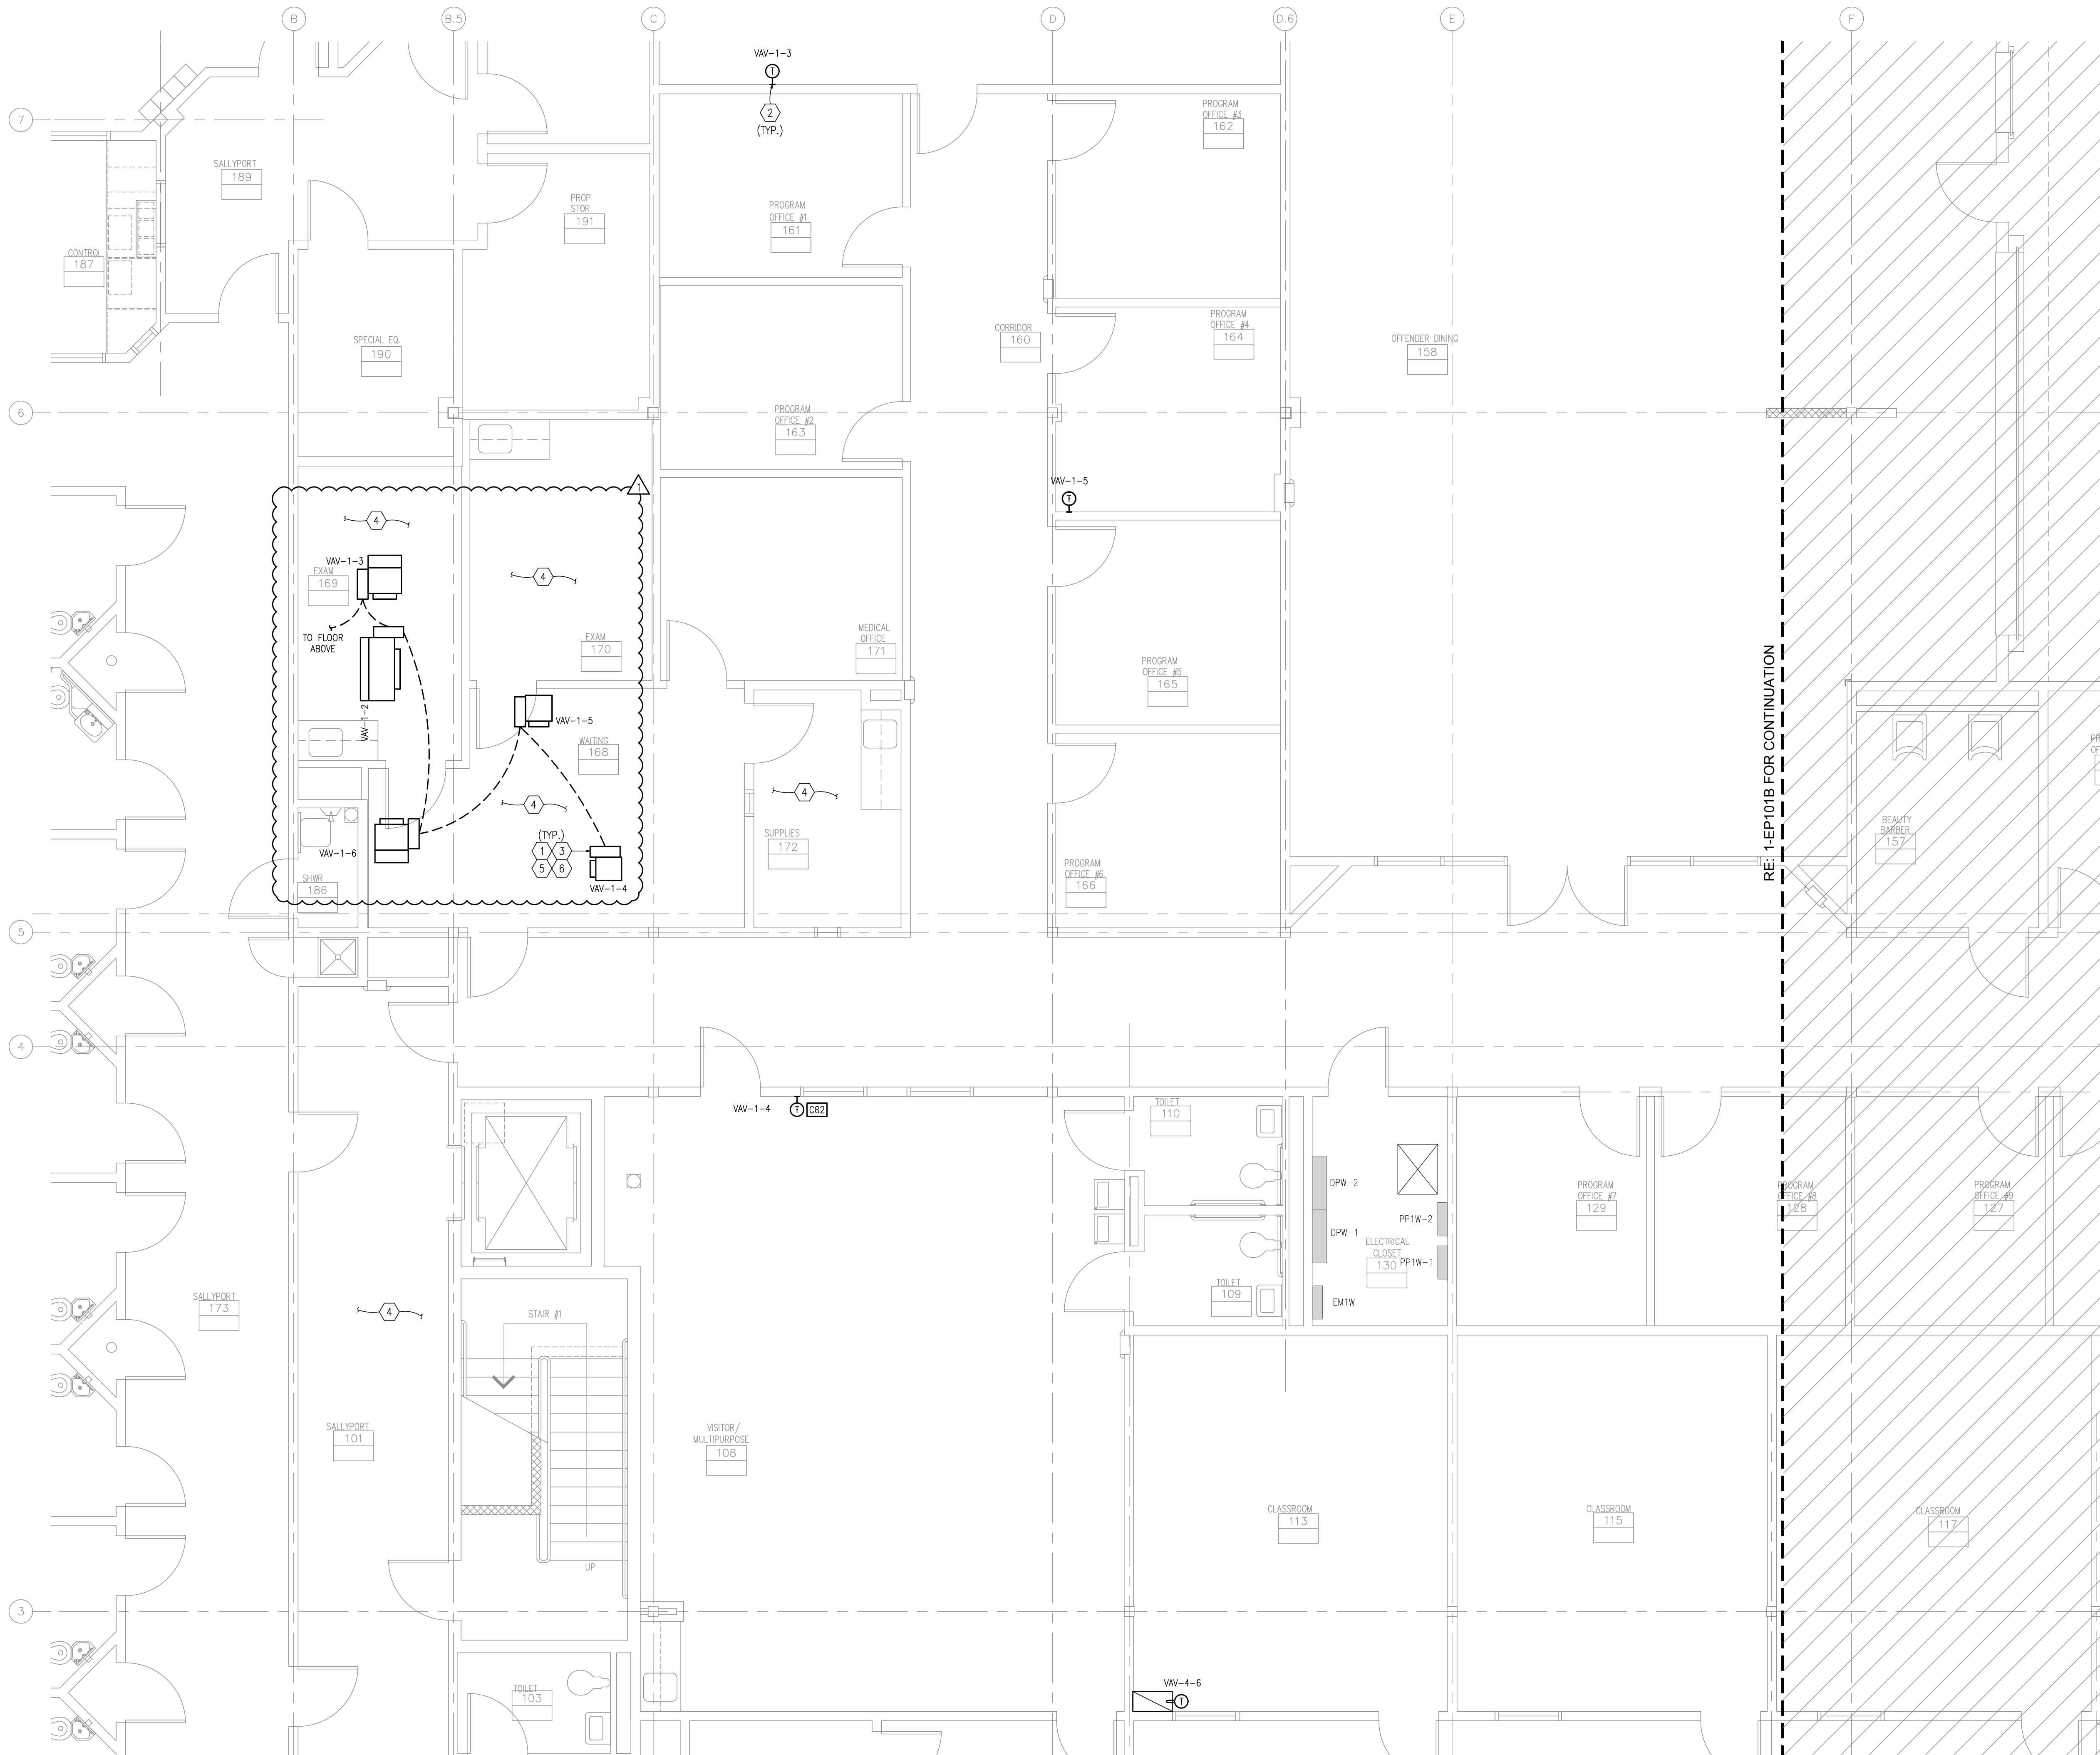 B
B.5
C
D
D.6
E
F
VAV-1-3
T
2
(TYP.)
7
PROGRAM
OFFICE #3
162
SALLYPORT
189
PROP
STOR
191
PROGRAM
OFFICE #1
161
CONTROL
187
SPECIAL EQ.
190
CORRIDOR
160
PROGRAM
OFFICE #4
164
OFFENDER DINING
158
6
PROGRAM
OFFICE #2
163
VAV-1-5
T
1
4
VAV-1-3
EXAM
169
4
TO FLOOR
ABOVE
EXAM
170
MEDICAL
OFFICE
171
PROGRAM
OFFICE #5
165
VAV-1-2
VAV-1-5
WAITING
168
RE: 1-EP101B FOR CONTINUATION
4
4
VAV-1-6
(TYP.)
1 3
5 6
VAV-1-4
SUPPLIES
172
SHWR
186
PROGRAM
OFFICE #6
166
BEAUTY
BARBER
157
5
4
VAV-1-4
T
C82
TOILET
110
DPW-2
DPW-1
PP1W-2
PP1W-1
ELECTRICAL
CLOSET
130
EM1W
PROGRAM
OFFICE #7
129
PROGRAM
OFFICE #8
128
PROGRAM
OFFICE #9
127
TOILET
109
SALLYPORT
173
4
STAIR #1
SALLYPORT
101
VISITOR/
MULTIPURPOSE
108
CLASSROOM
113
CLASSROOM
115
CLASSROOM
117
UP
3
TOILET
103
VAV-4-6
T